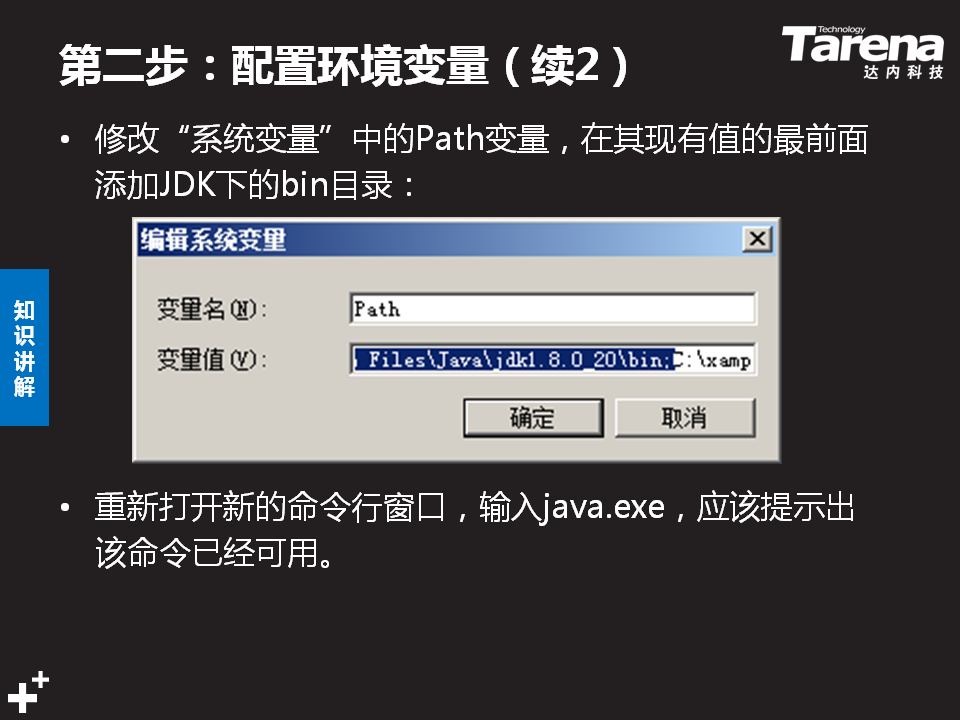 第二步：配置环境变量（续2）
Technology
Tarena
达内科技
• 修改“系统变量”中的Path变量，在其现有值的最前面
添加JDK下的bin目录：
编辑系统变量
变量名(N):
Path
变量值(V):
Files\Java\jdk1.8.0_20\bin;C:\xamp
确定
取消
知
识
讲
解
• 重新打开新的命令行窗口，输入java.exe，应该提示出
该命令已经可用。